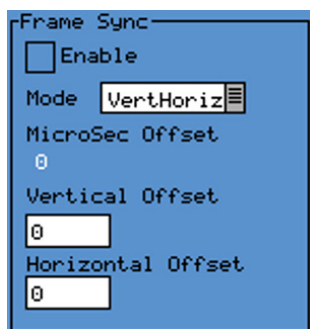 Frame Sync
Enable
Mode VertHoriz
MicroSec Offset
0
Vertical Offset
0
Horizontal Offset
0